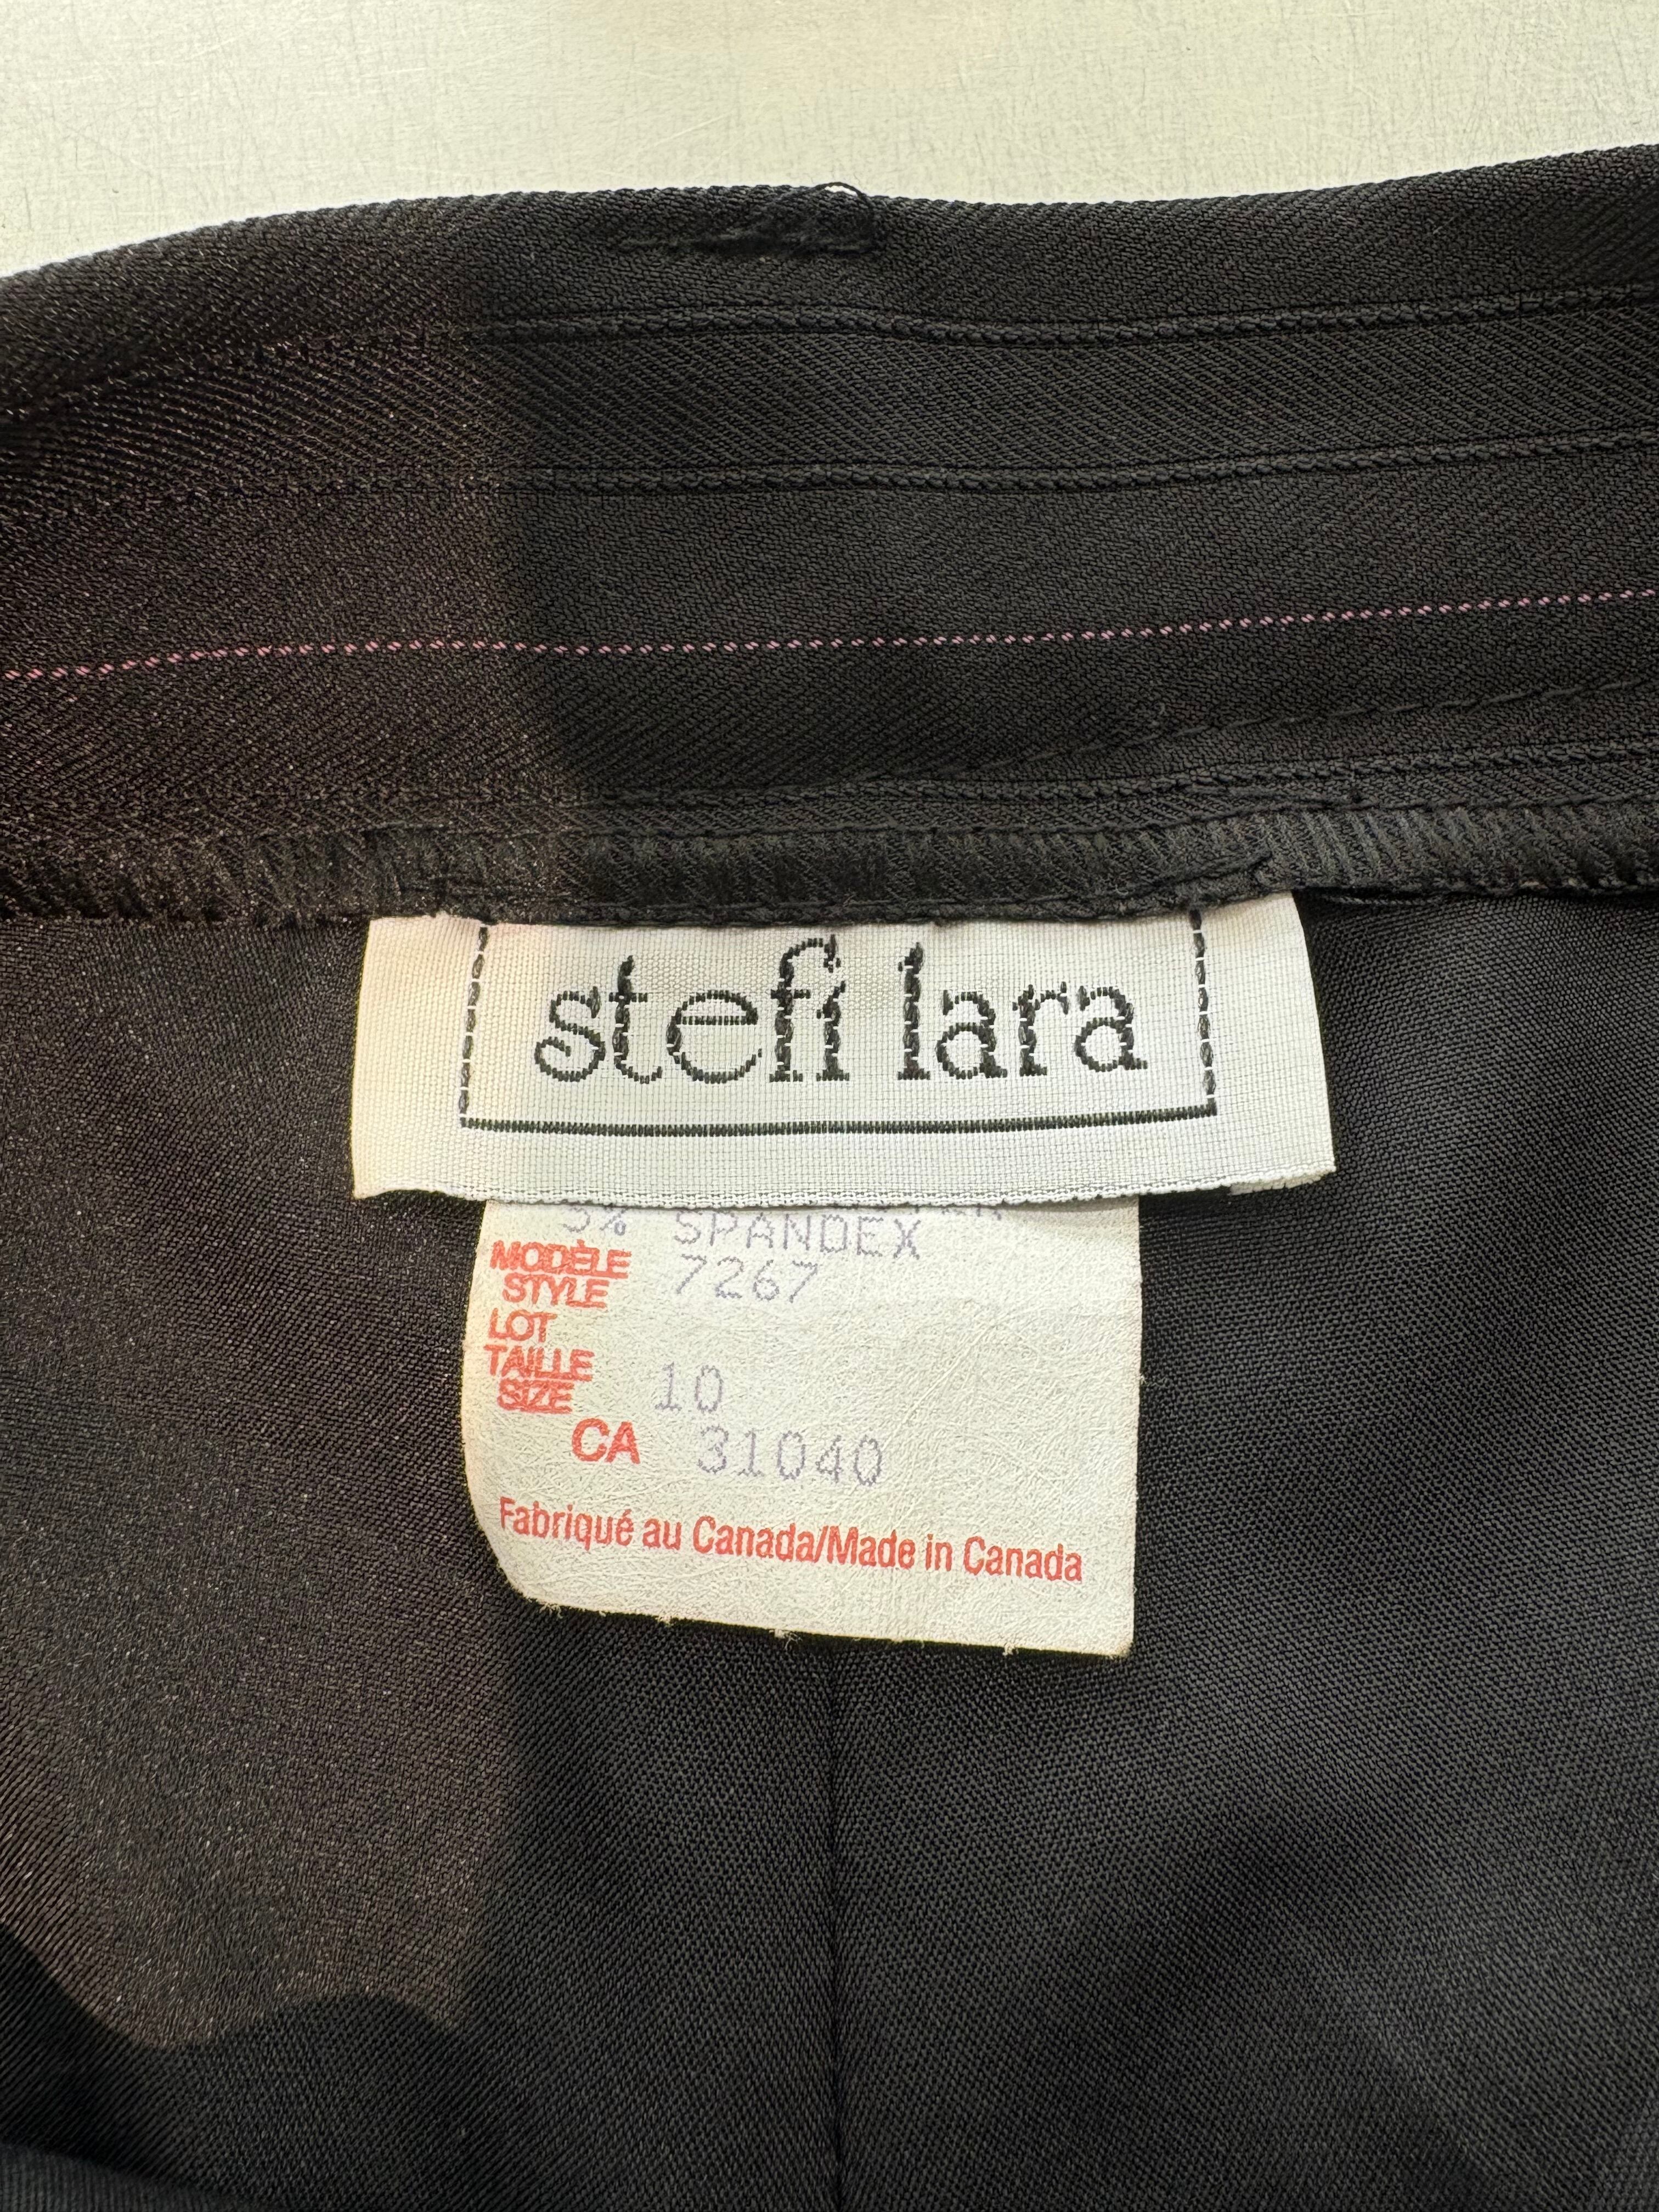 stefi lara
SPANDEX
MODÈLE
STYLE 7267
LOT
TAILLE
SIZE 10
CA 31040
Fabriqué au Canada/Made in Canada